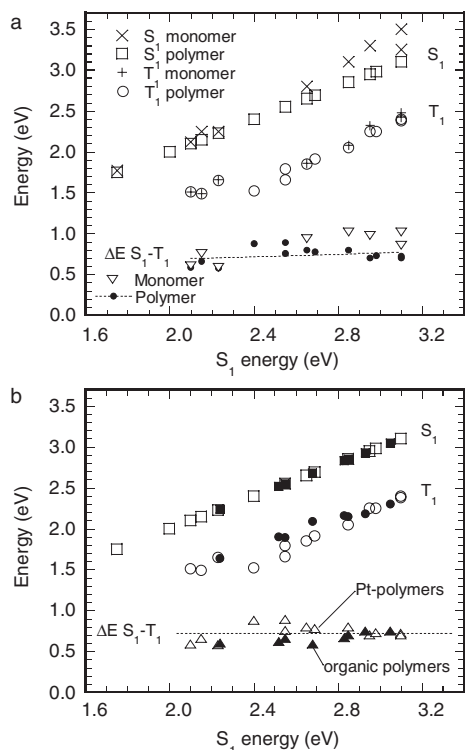 a
3.5
3.0
2.5
2.0
1.5
1.0
0.5
0.0
Energy (eV)
S1 monomer
S1 polymer
T1 monomer
T1 polymer
S1
T1
ΔE S1-T1
Monomer
Polymer
1.6 2.0 2.4 2.8 3.2
S1 energy (eV)
b
3.5
3.0
2.5
2.0
1.5
1.0
0.5
0.0
Energy (eV)
S1
T1
Pt-polymers
ΔE S1-T1
organic polymers
1.6 2.0 2.4 2.8 3.2
S1 energy (eV)